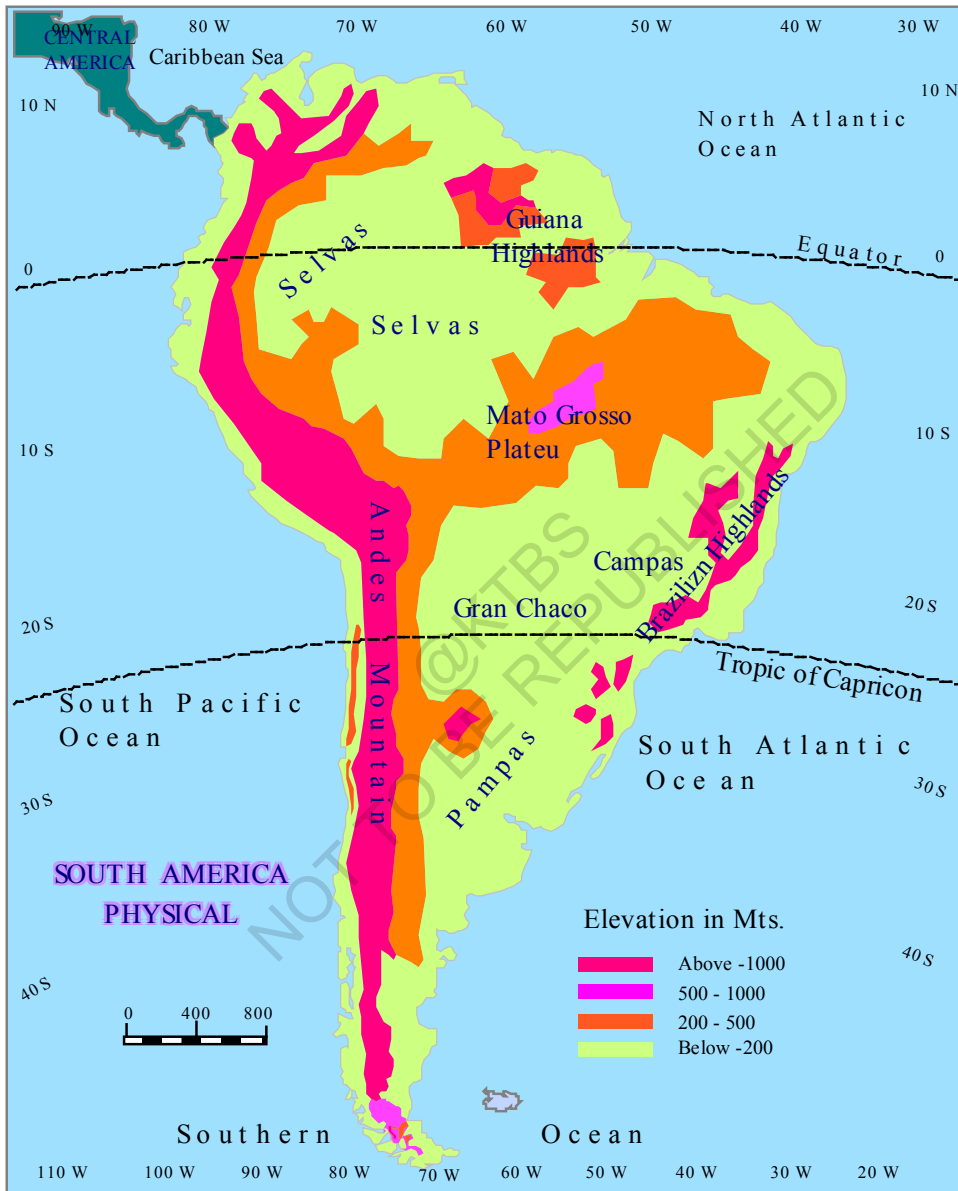 90 W 80 W 70 W 60 W 50 W 40 W 30 W
CENTRAL
AMERICA
Caribbean Sea
10 N
10 N
North Atlantic
Ocean
Guiana
Highlands
Selvas
Equator
0
0
Selvas
Mato Grosso
Plateu
10 S
10 S
Andes Mountain
Campas
Brazilizn Highlands
Gran Chaco
20 S
20 S
Tropic of Capricon
South Pacific
Ocean
South Atlantic
Ocean
Pampas
30 S
30 S
SOUTH AMERICA
PHYSICAL
@KTBS
NOT TO BE REPUBLISHED
Elevation in Mts.
Above -1000
500 - 1000
200 - 500
Below -200
40 S
40 S
0 400 800
Southern Ocean
110 W 100 W 90 W 80 W 70 W 60 W 50 W 40 W 30 W 20 W